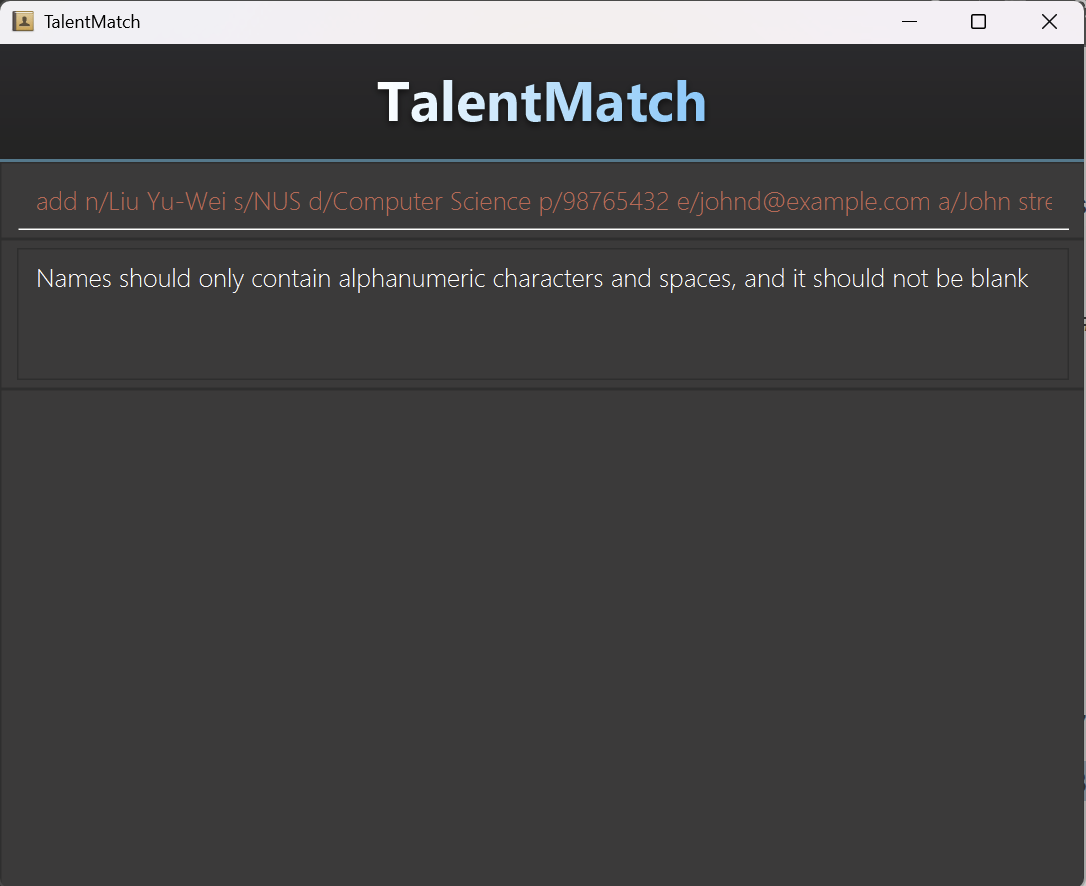 TalentMatch
TalentMatch
add n/Liu Yu-Wei s/NUS d/Computer Science p/98765432 e/johnd@example.com a/John stre
Names should only contain alphanumeric characters and spaces, and it should not be blank